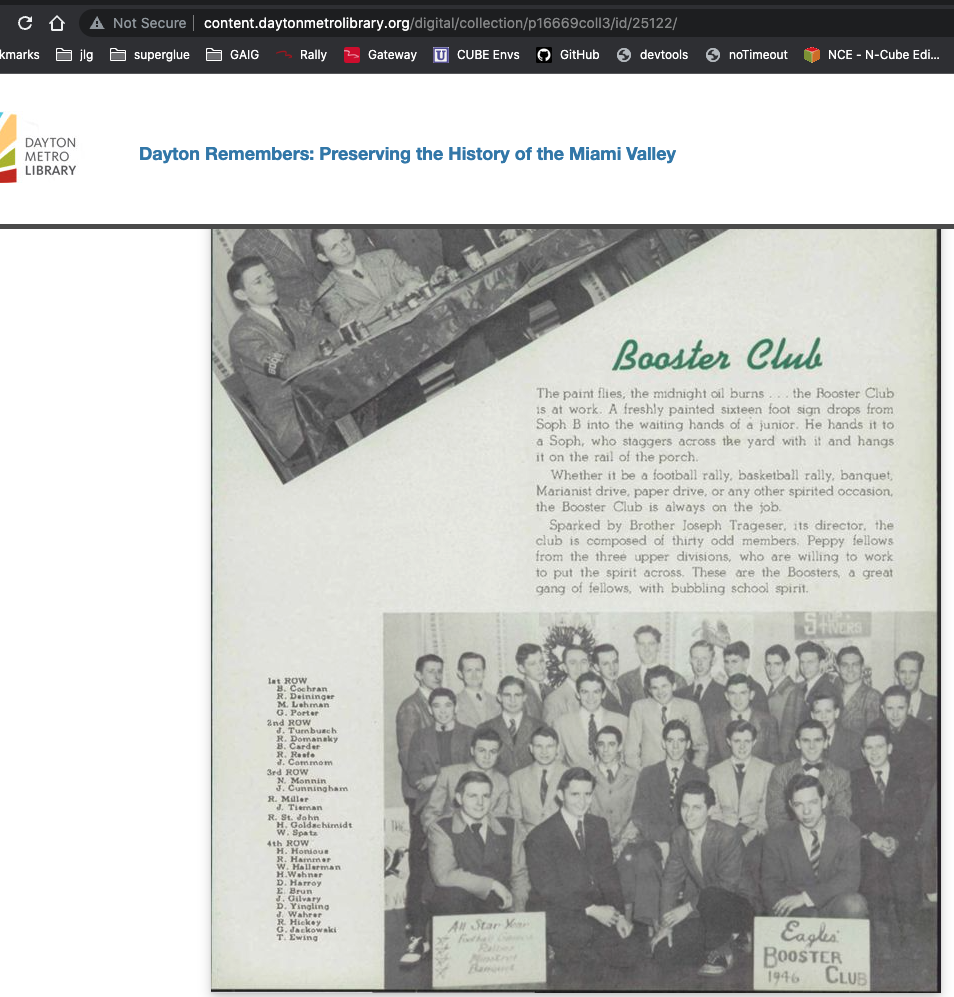 Not Secure content.daytonmetrolibrary.org/digital/collection/p16669coll3/id/25122/
kmarks jlg superglue GAIG Rally Gateway CUBE Envs GitHub devtools noTimeout NCE - N-Cube Edi...
DAYTON
METRO
LIBRARY
Dayton Remembers: Preserving the History of the Miami Valley
Booster Club
The paint flies, the midnight oil burns . . . the Booster Club
is at work. A freshly painted sixteen foot sign drops from
Soph B into the waiting hands of a junior. He hands it to
a Soph, who staggers across the yard with it and hangs
it on the rail of the porch.
Whether it be a football rally, basketball rally, banquet,
Marianist drive, paper drive, or any other spirited occasion,
the Booster Club is always on the job.
Sparked by Brother Joseph Trageser, its director, the
club is composed of thirty odd members. Peppy fellows
from the three upper divisions, who are willing to work
to put the spirit across. These are the Boosters, a great
gang of fellows, with bubbling school spirit.
1st ROW
B. Cochran
R. Deininger
M. Lehman
G. Porter
2nd ROW
J. Tumbusch
R. Domansky
B. Carder
R. Reefe
J. Commom
3rd ROW
N. Monnin
J. Cunningham
R. Miller
J. Tieman
R. St. John
H. Goldschimidt
W. Spatz
4th ROW
H. Honious
R. Hammer
W. Hallerman
H.Wehner
D. Harroy
E. Brun
J. Gilvary
D. Yingling
J. Wahrer
R. Hickey
G. Jackowski
T. Ewing
STIVERS
All Star Year
Football
Rallies
Minstrel
Banquet
Eagles'
BOOSTER
1946 CLUB